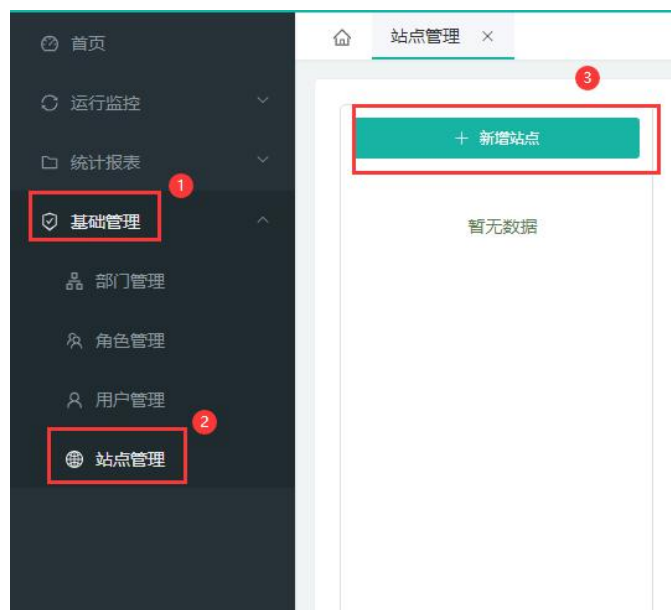 首页
站点管理
3
运行监控
+ 新增站点
统计报表
1
基础管理
暂无数据
部门管理
角色管理
用户管理
2
站点管理